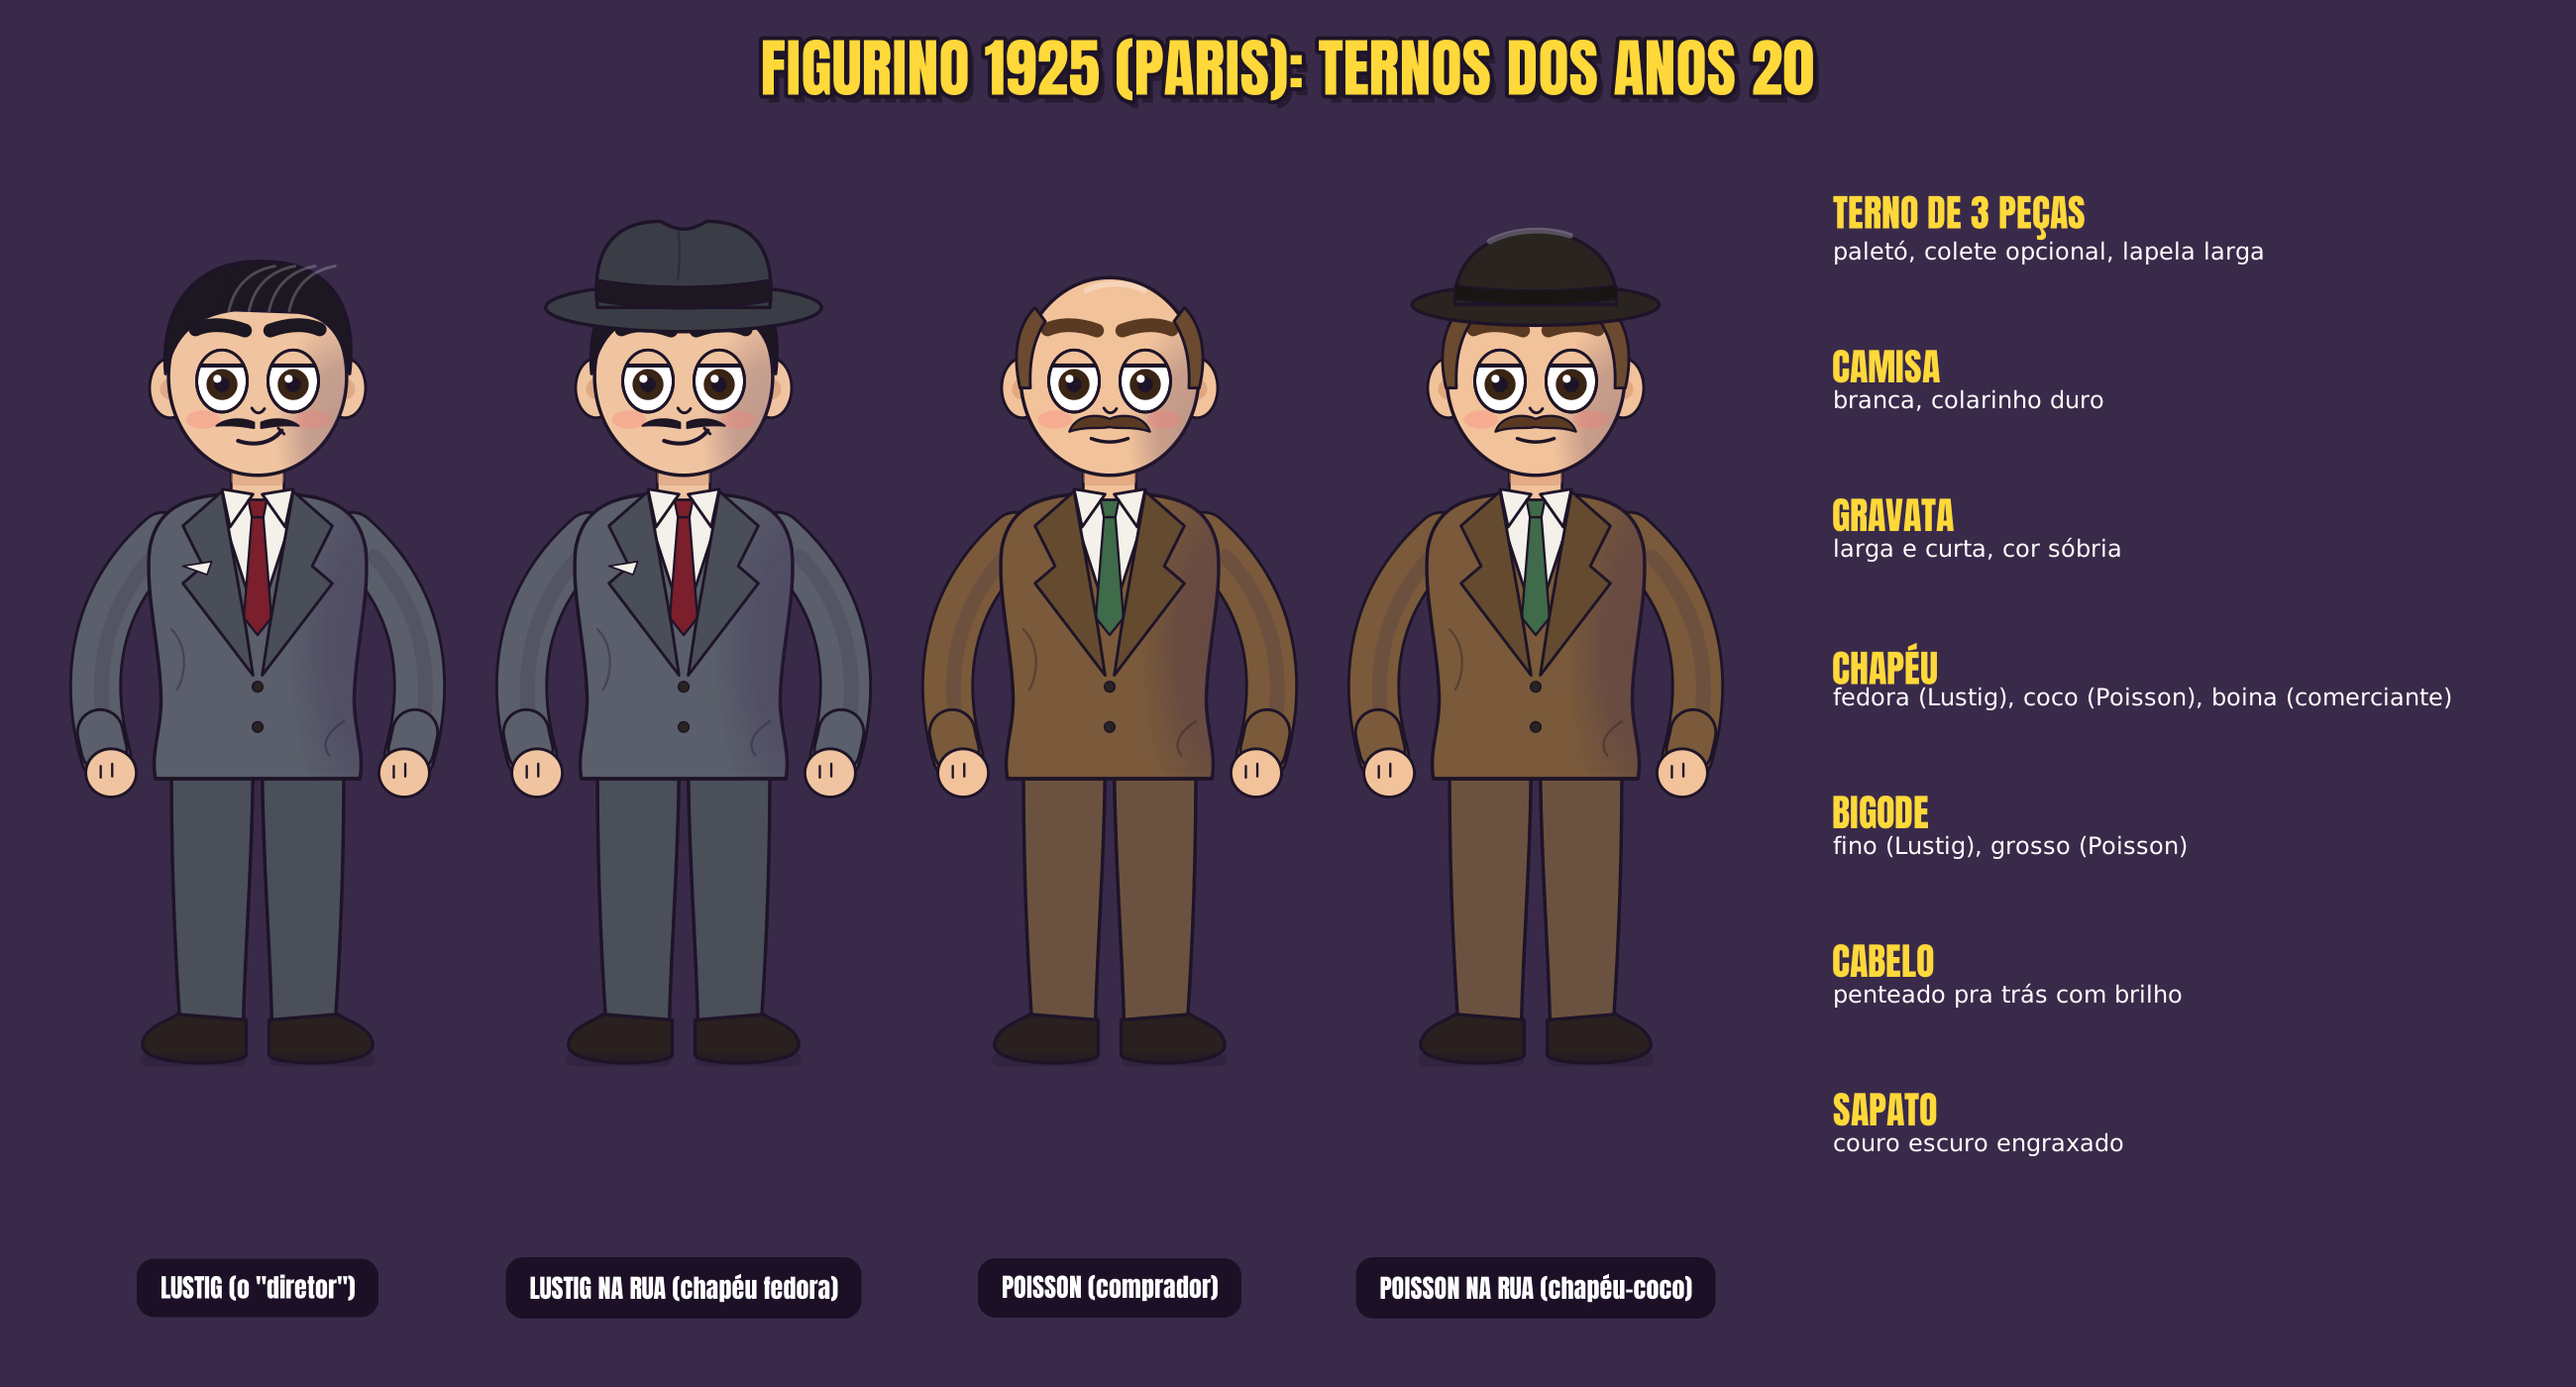 FIGURINO 1925 (PARIS): TERNOS DOS ANOS 20
TERNO DE 3 PEÇAS
paletó, colete opcional, lapela larga
CAMISA
branca, colarinho duro
GRAVATA
larga e curta, cor sóbria
CHAPÉU
fedora (Lustig), coco (Poisson), boina (comerciante)
BIGODE
fino (Lustig), grosso (Poisson)
CABELO
penteado pra trás com brilho
SAPATO
couro escuro engraxado
LUSTIG (o "diretor")
LUSTIG NA RUA (chapéu fedora)
POISSON (comprador)
POISSON NA RUA (chapéu-coco)